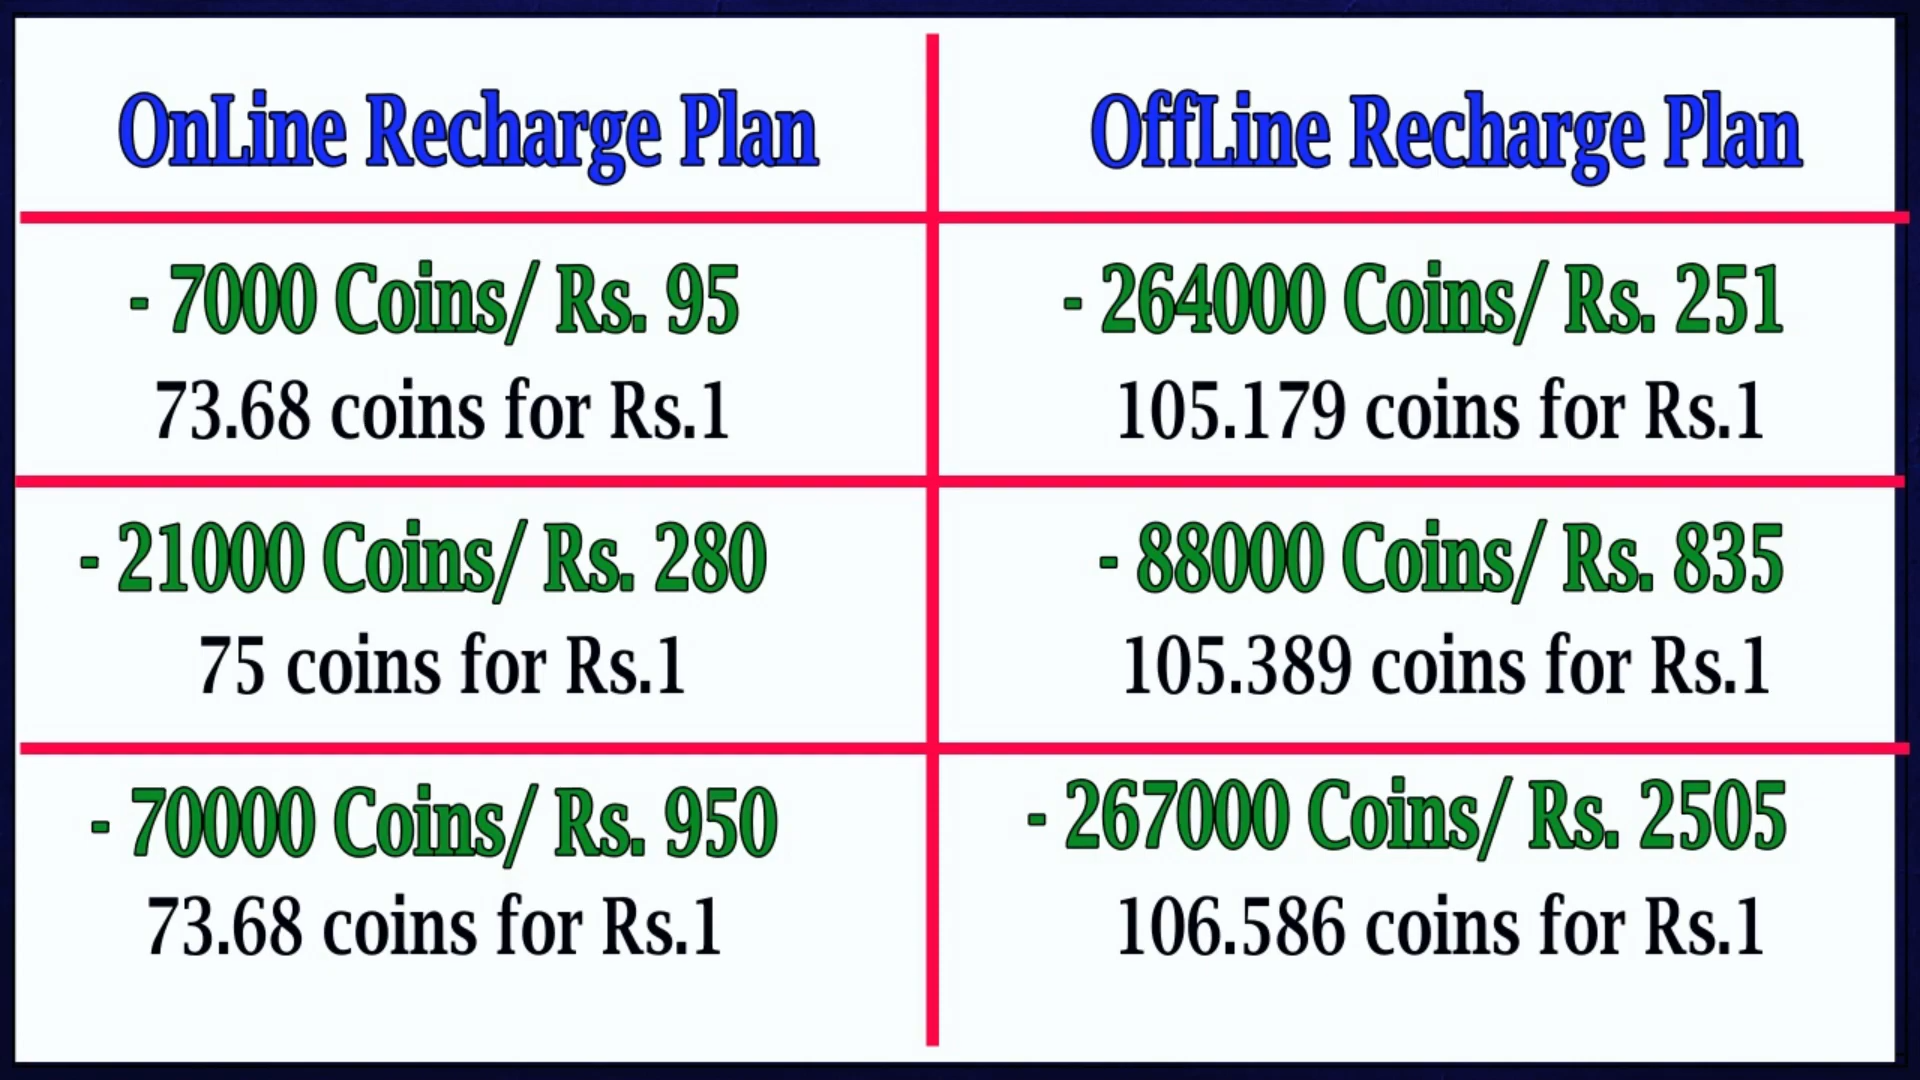 OnLine Recharge Plan
OffLine Recharge Plan
- 7000 Coins/ Rs. 95
73.68 coins for Rs.1
- 264000 Coins/ Rs. 251
105.179 coins for Rs.1
- 21000 Coins/ Rs. 280
75 coins for Rs.1
- 88000 Coins/ Rs. 835
105.389 coins for Rs.1
- 70000 Coins/ Rs. 950
73.68 coins for Rs.1
- 267000 Coins/ Rs. 2505
106.586 coins for Rs.1